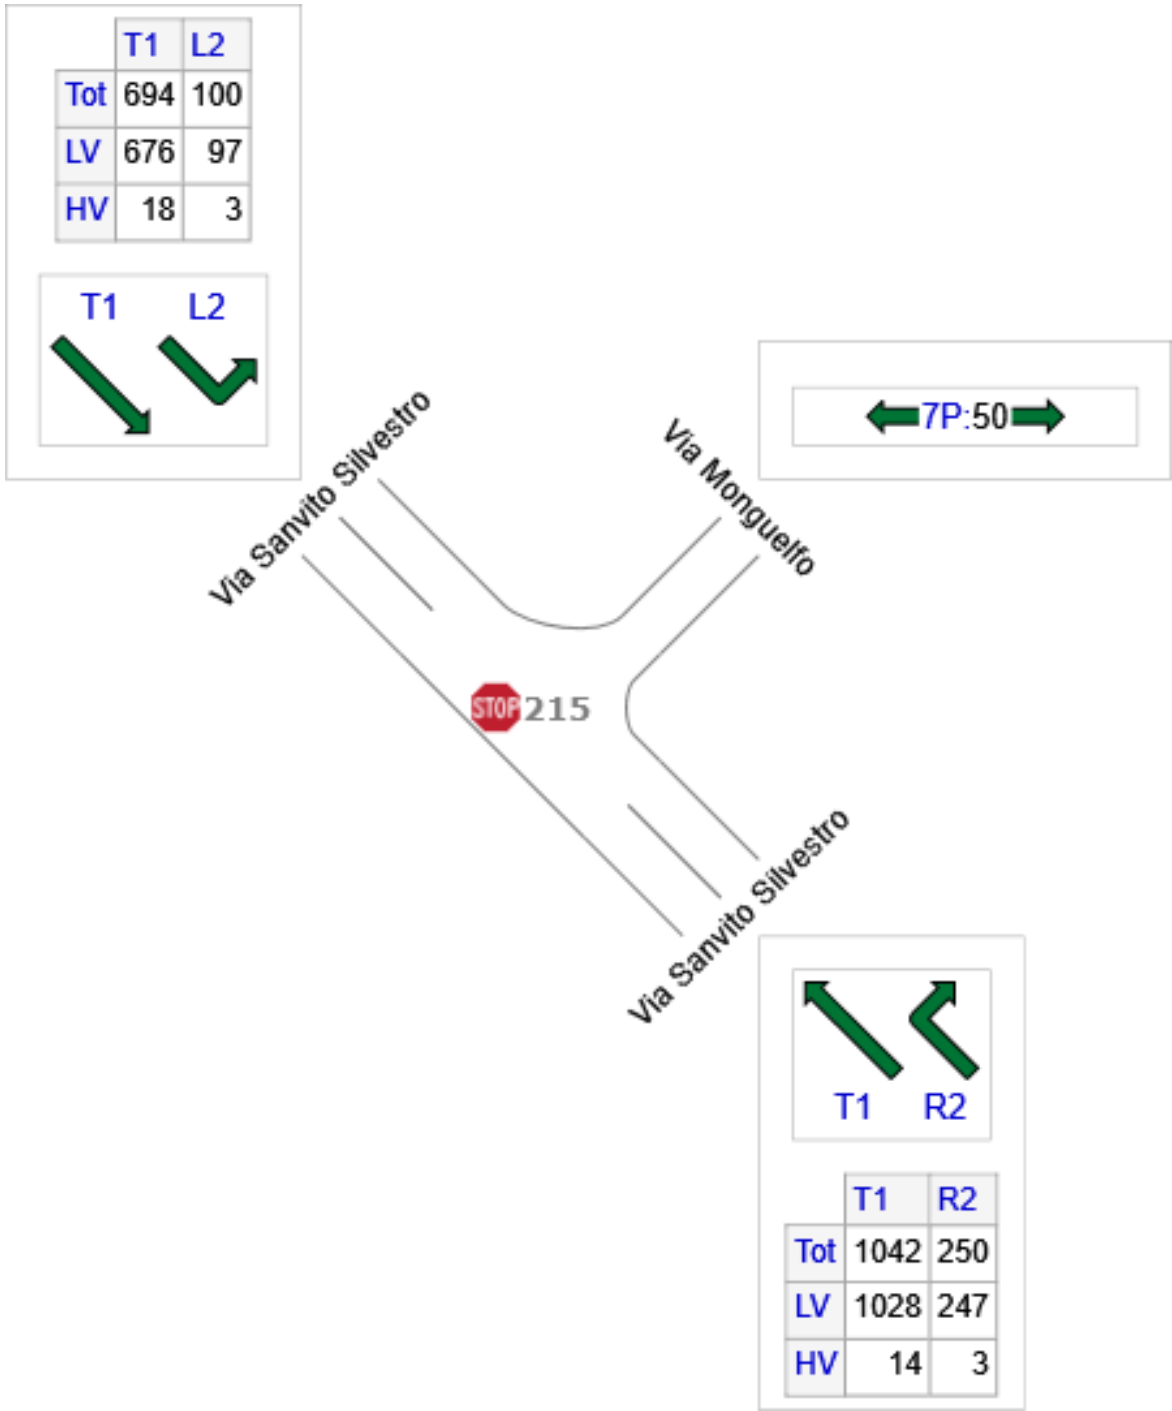 T1 L2
Tot 694 100
LV 676 97
HV 18 3
T1 L2
7P:50
Via Sanvito Silvestro
Via Monguelfo
STOP 215
Via Sanvito Silvestro
T1 R2
T1 R2
Tot 1042 250
LV 1028 247
HV 14 3